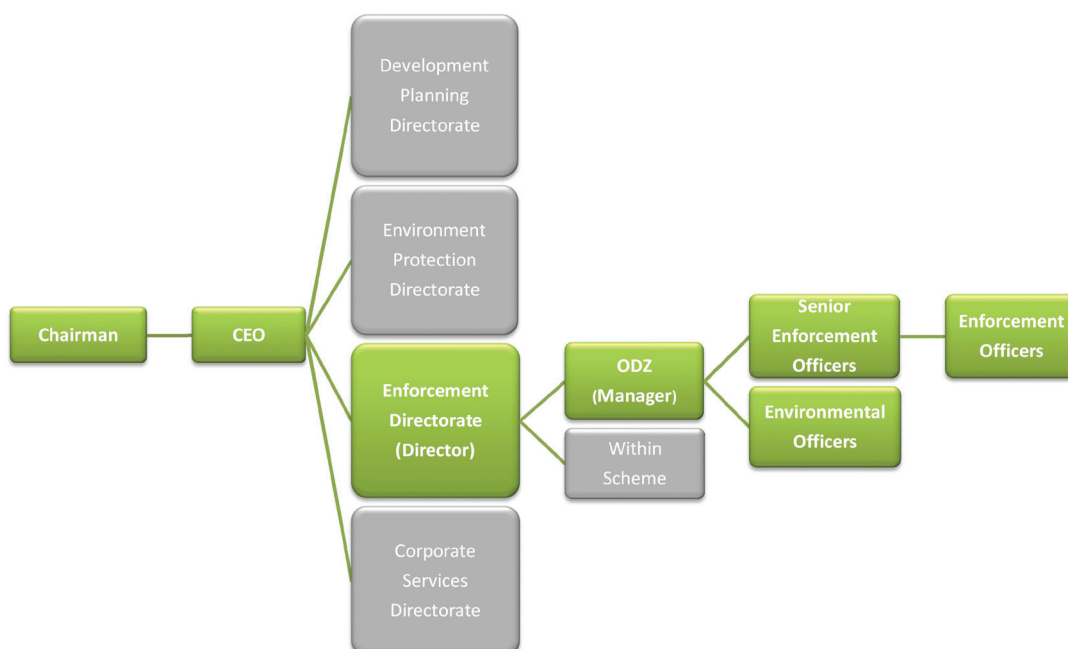 Chairman
CEO
Development
Planning
Directorate
Environment
Protection
Directorate
Enforcement
Directorate
(Director)
Corporate
Services
Directorate
ODZ
(Manager)
Within
Scheme
Senior
Enforcement
Officers
Environmental
Officers
Enforcement
Officers